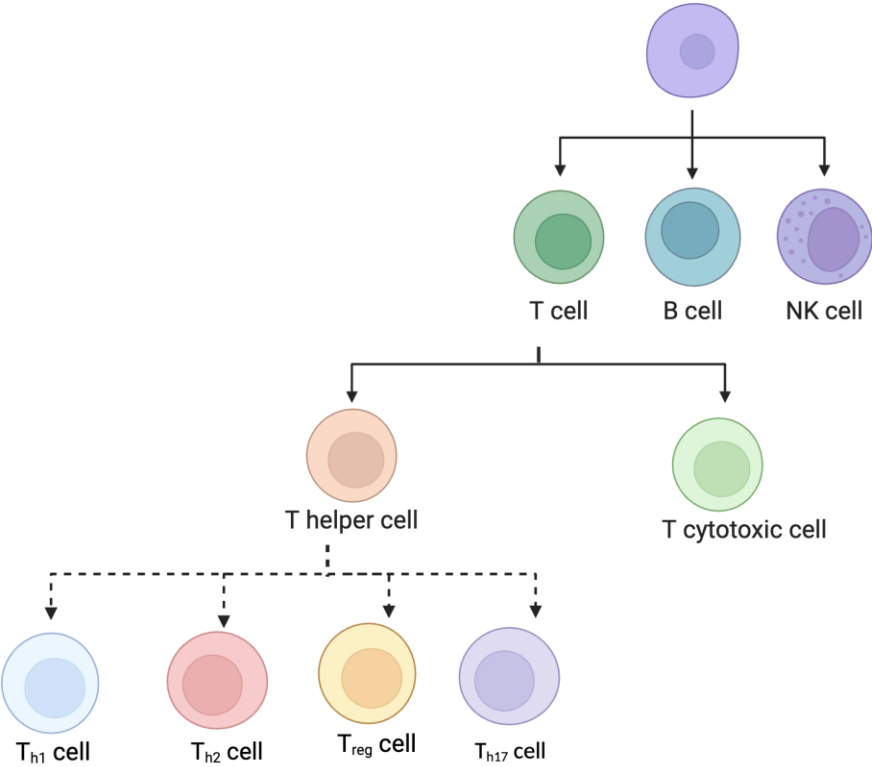 T cell
B cell
NK cell
T helper cell
T cytotoxic cell
Th1 cell
Th2 cell
Treg cell
Th17 cell